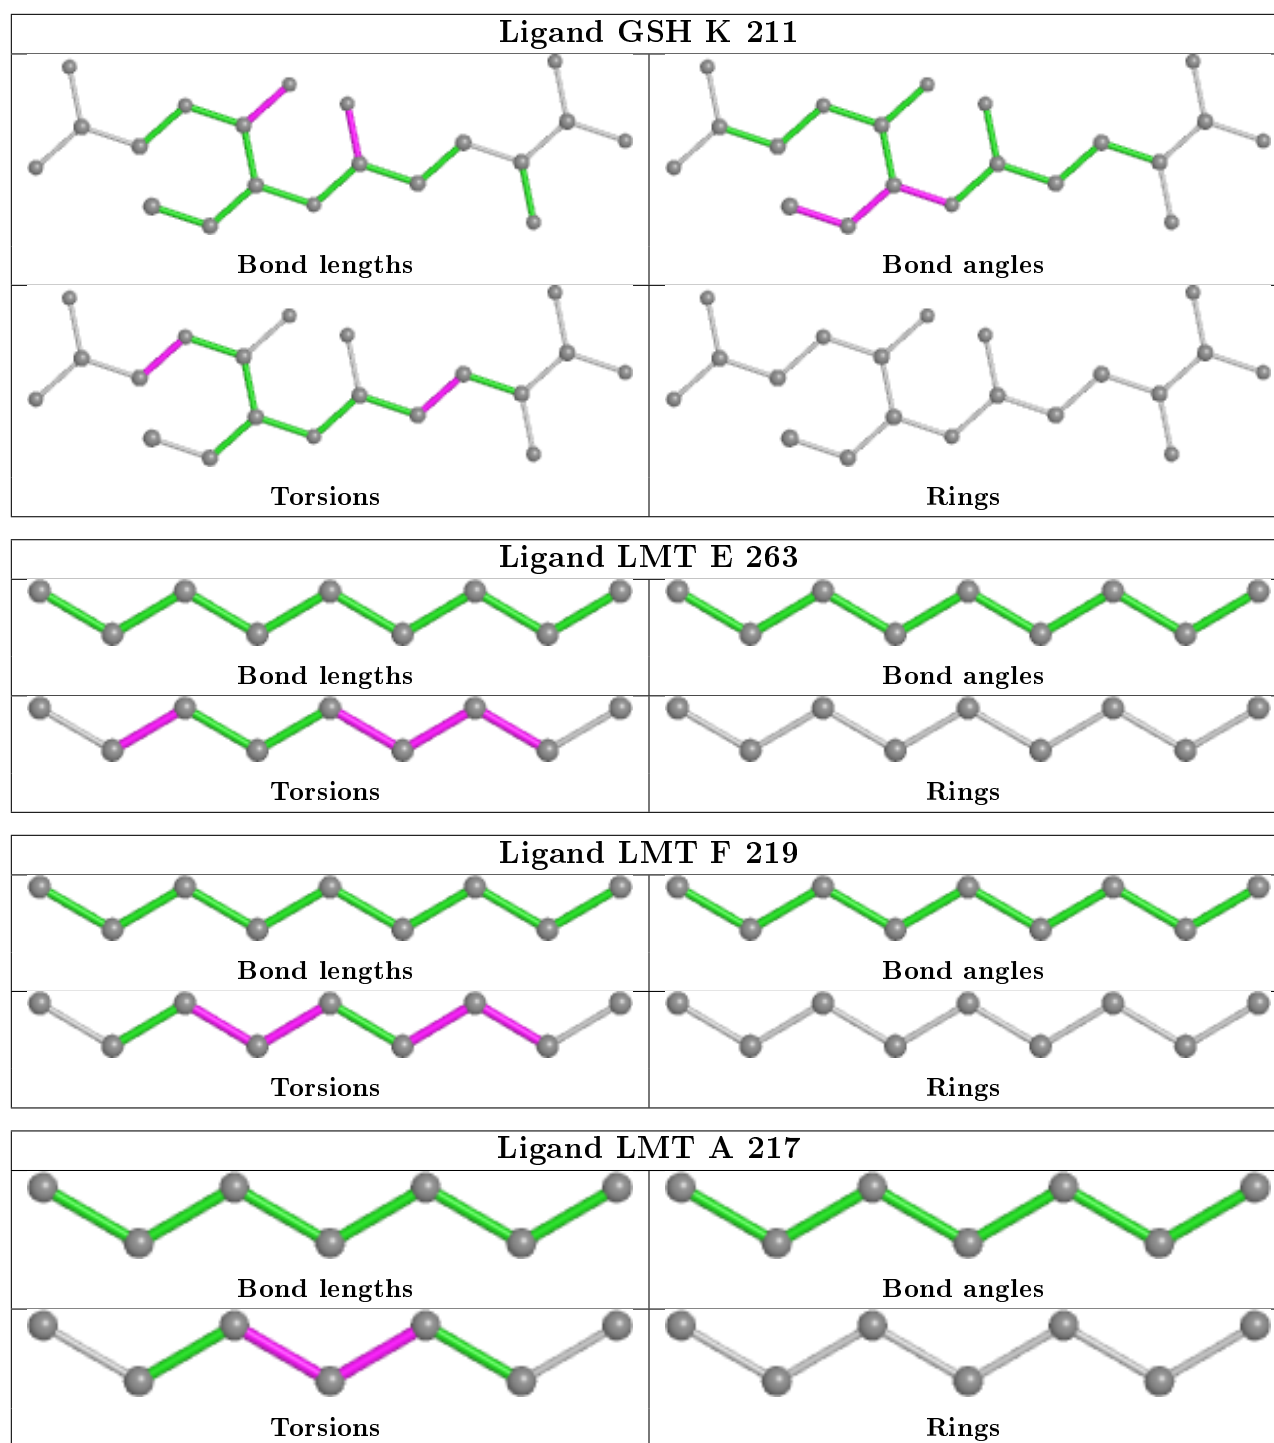 Ligand GSH K 211
Bond lengths
Bond angles
Torsions
Rings
Ligand LMT E 263
Bond lengths
Bond angles
Torsions
Rings
Ligand LMT F 219
Bond lengths
Bond angles
Torsions
Rings
Ligand LMT A 217
Bond lengths
Bond angles
Torsions
Rings